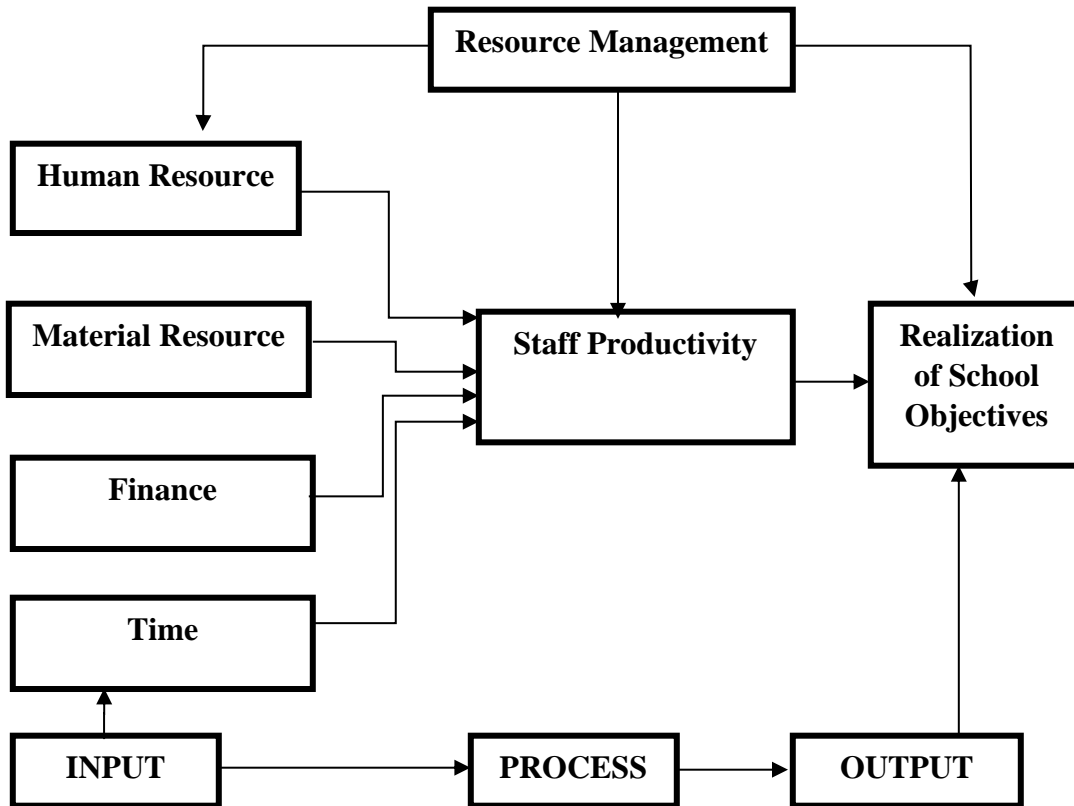 Resource Management
Human Resource
Material Resource
Staff Productivity
Realization
of School
Objectives
Finance
Time
INPUT
PROCESS
OUTPUT